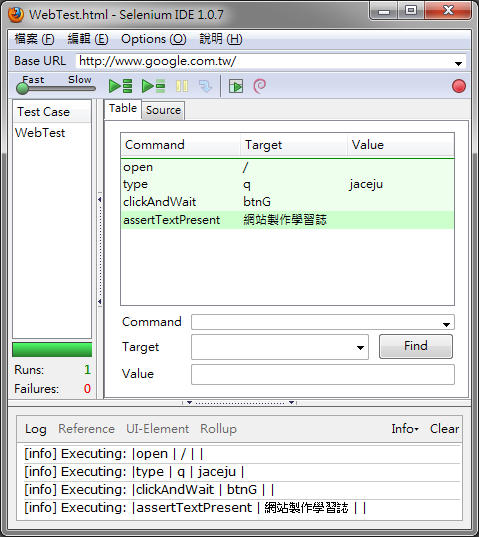 WebTest.html - Selenium IDE 1.0.7
檔案 (F) 編輯 (E) Options (O) 說明 (H)
Base URL http://www.google.com.tw/
Fast Slow
Test Case
WebTest
Table Source
Command Target Value
open /
type q jaceju
clickAndWait btnG
assertTextPresent 網站製作學習誌
Command
Target Find
Value
Runs: 1
Failures: 0
Log Reference UI-Element Rollup Info Clear
[info] Executing: |open | / | |
[info] Executing: |type | q | jaceju |
[info] Executing: |clickAndWait | btnG | |
[info] Executing: |assertTextPresent | 網站製作學習誌 | |